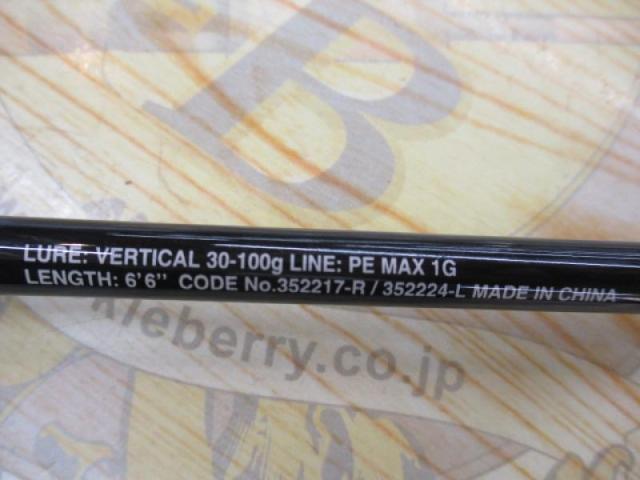 B
LURE: VERTICAL 30-100g LINE: PE MAX 1G
LENGTH: 6'6" CODE No.352217-R / 352224-L MADE IN CHINA
kleberry.co.jp